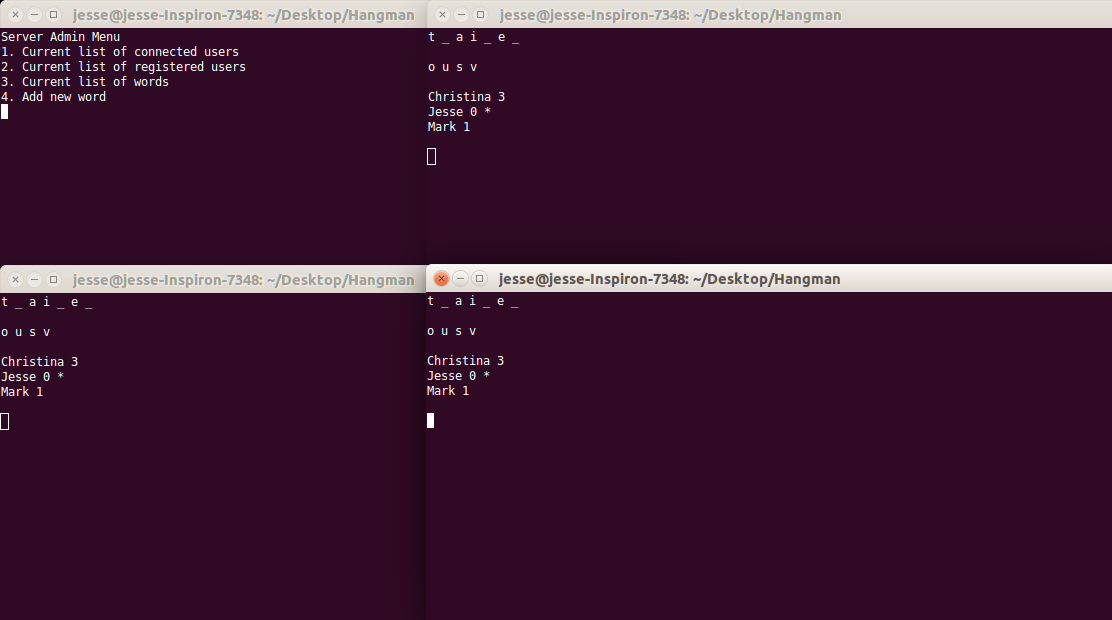 jesse@jesse-Inspiron-7348: ~/Desktop/Hangman
Server Admin Menu
1. Current list of connected users
2. Current list of registered users
3. Current list of words
4. Add new word
jesse@jesse-Inspiron-7348: ~/Desktop/Hangman
t _ a i _ e _
o u s v
Christina 3
Jesse 0 *
Mark 1
jesse@jesse-Inspiron-7348: ~/Desktop/Hangman
t _ a i _ e _
o u s v
Christina 3
Jesse 0 *
Mark 1
jesse@jesse-Inspiron-7348: ~/Desktop/Hangman
t _ a i _ e _
o u s v
Christina 3
Jesse 0 *
Mark 1